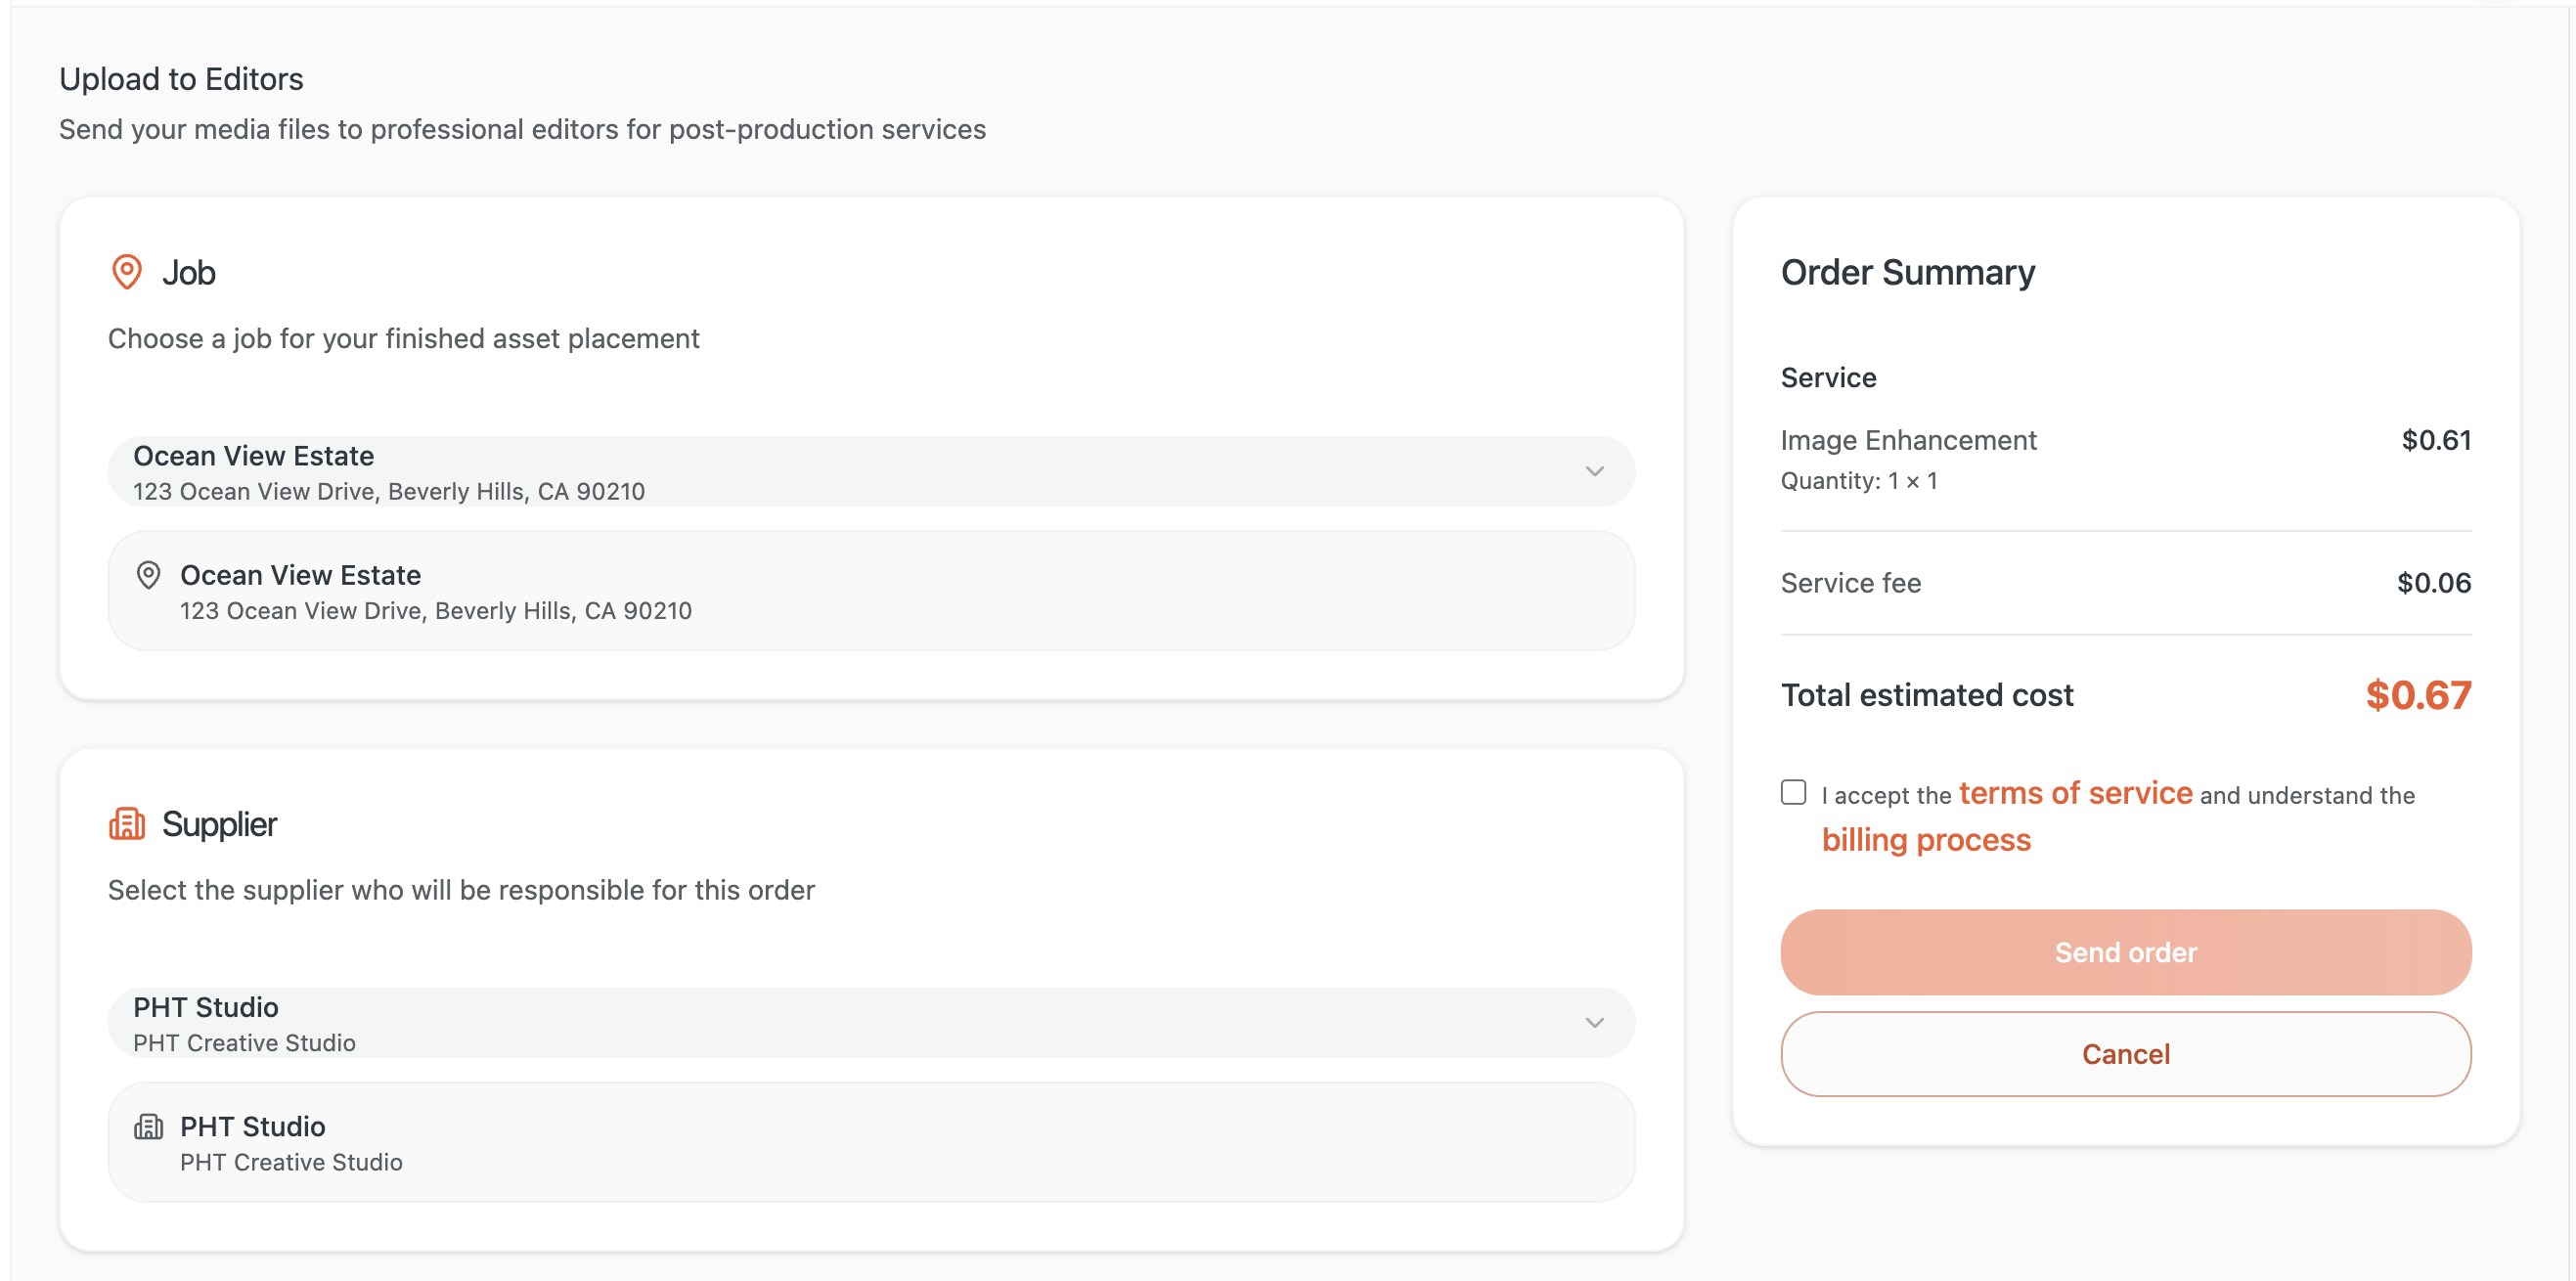 Upload to Editors
Send your media files to professional editors for post-production services
Job
Choose a job for your finished asset placement
Ocean View Estate
123 Ocean View Drive, Beverly Hills, CA 90210
Ocean View Estate
123 Ocean View Drive, Beverly Hills, CA 90210
Supplier
Select the supplier who will be responsible for this order
PHT Studio
PHT Creative Studio
PHT Studio
PHT Creative Studio
Order Summary
Service
Image Enhancement $0.61
Quantity: 1 × 1
Service fee $0.06
Total estimated cost $0.67
I accept the terms of service and understand the
billing process
Send order
Cancel